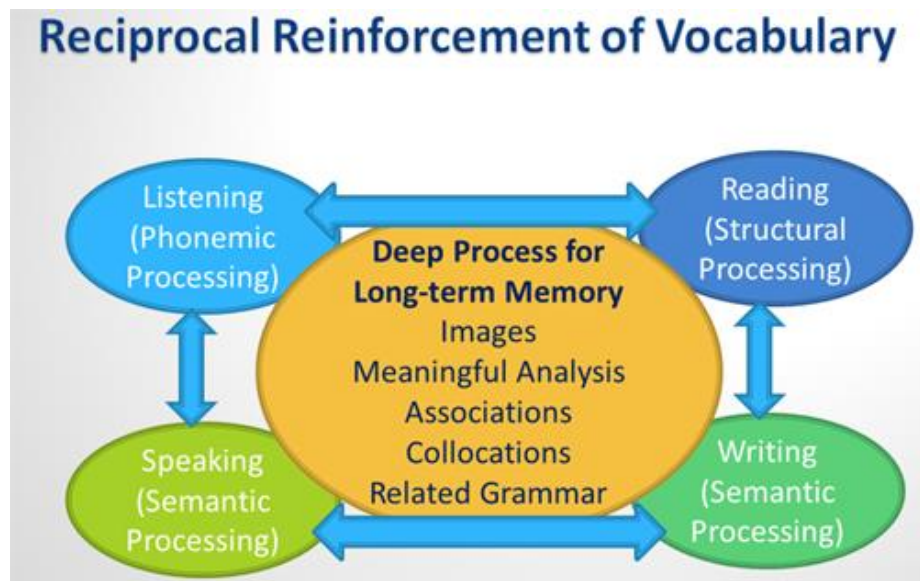 Reciprocal Reinforcement of Vocabulary
Listening
(Phonemic
Processing)
Reading
(Structural
Processing)
Deep Process for
Long-term Memory
Images
Meaningful Analysis
Associations
Collocations
Related Grammar
Speaking
(Semantic
Processing)
Writing
(Semantic
Processing)